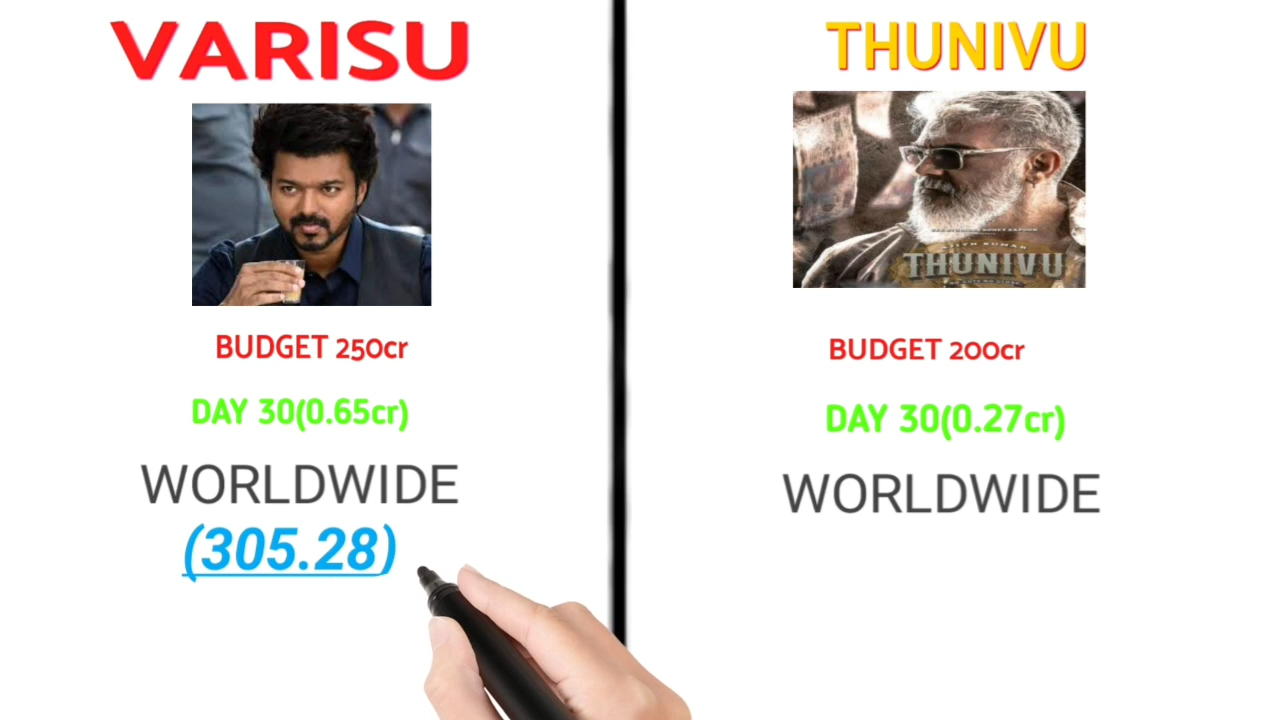 VARISU
BUDGET 250cr
DAY 30(0.65cr)
WORLDWIDE
(305.28)
THUNIVU
THUNIVU
BUDGET 200cr
DAY 30(0.27cr)
WORLDWIDE